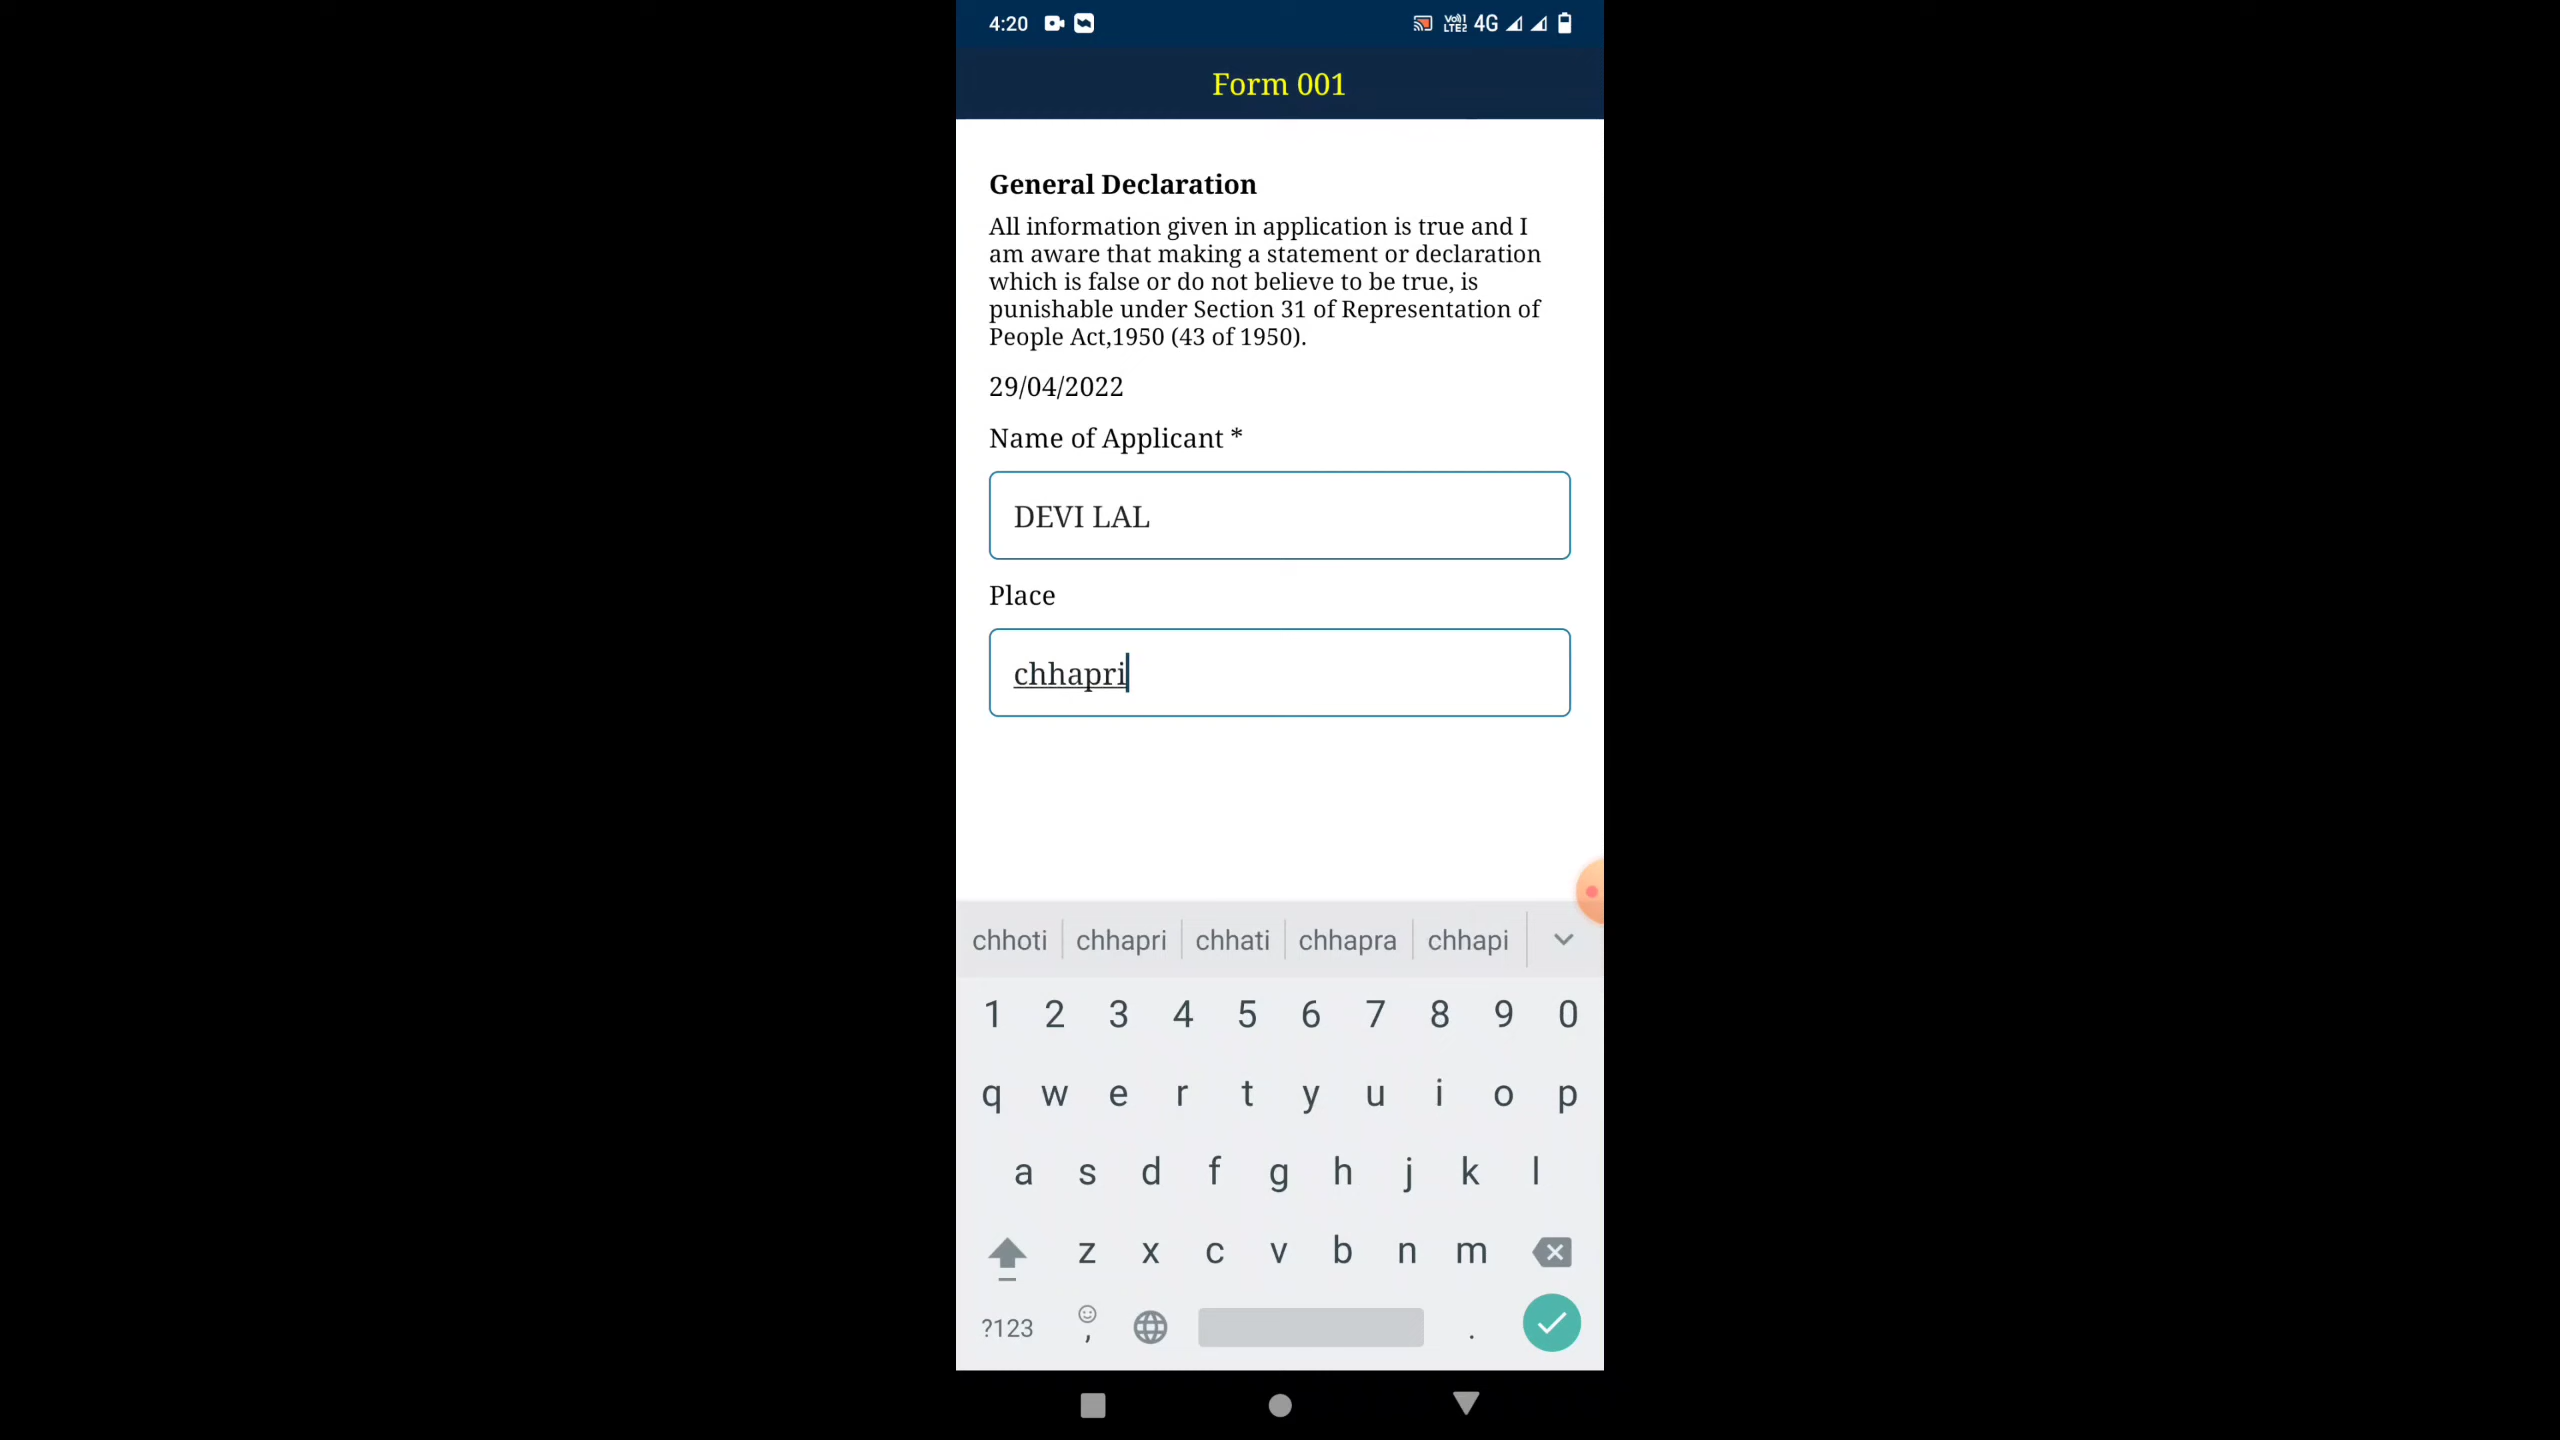 4:20
Vo)) 1 LTE2 4G
Form 001
General Declaration
All information given in application is true and I
am aware that making a statement or declaration
which is false or do not believe to be true, is
punishable under Section 31 of Representation of
People Act,1950 (43 of 1950).
29/04/2022
Name of Applicant *
DEVI LAL
Place
chhapri
chhoti chhapri chhati chhapra chhapi
1 2 3 4 5 6 7 8 9 0
q w e r t y u i o p
a s d f g h j k l
z x c v b n m
?123 , .